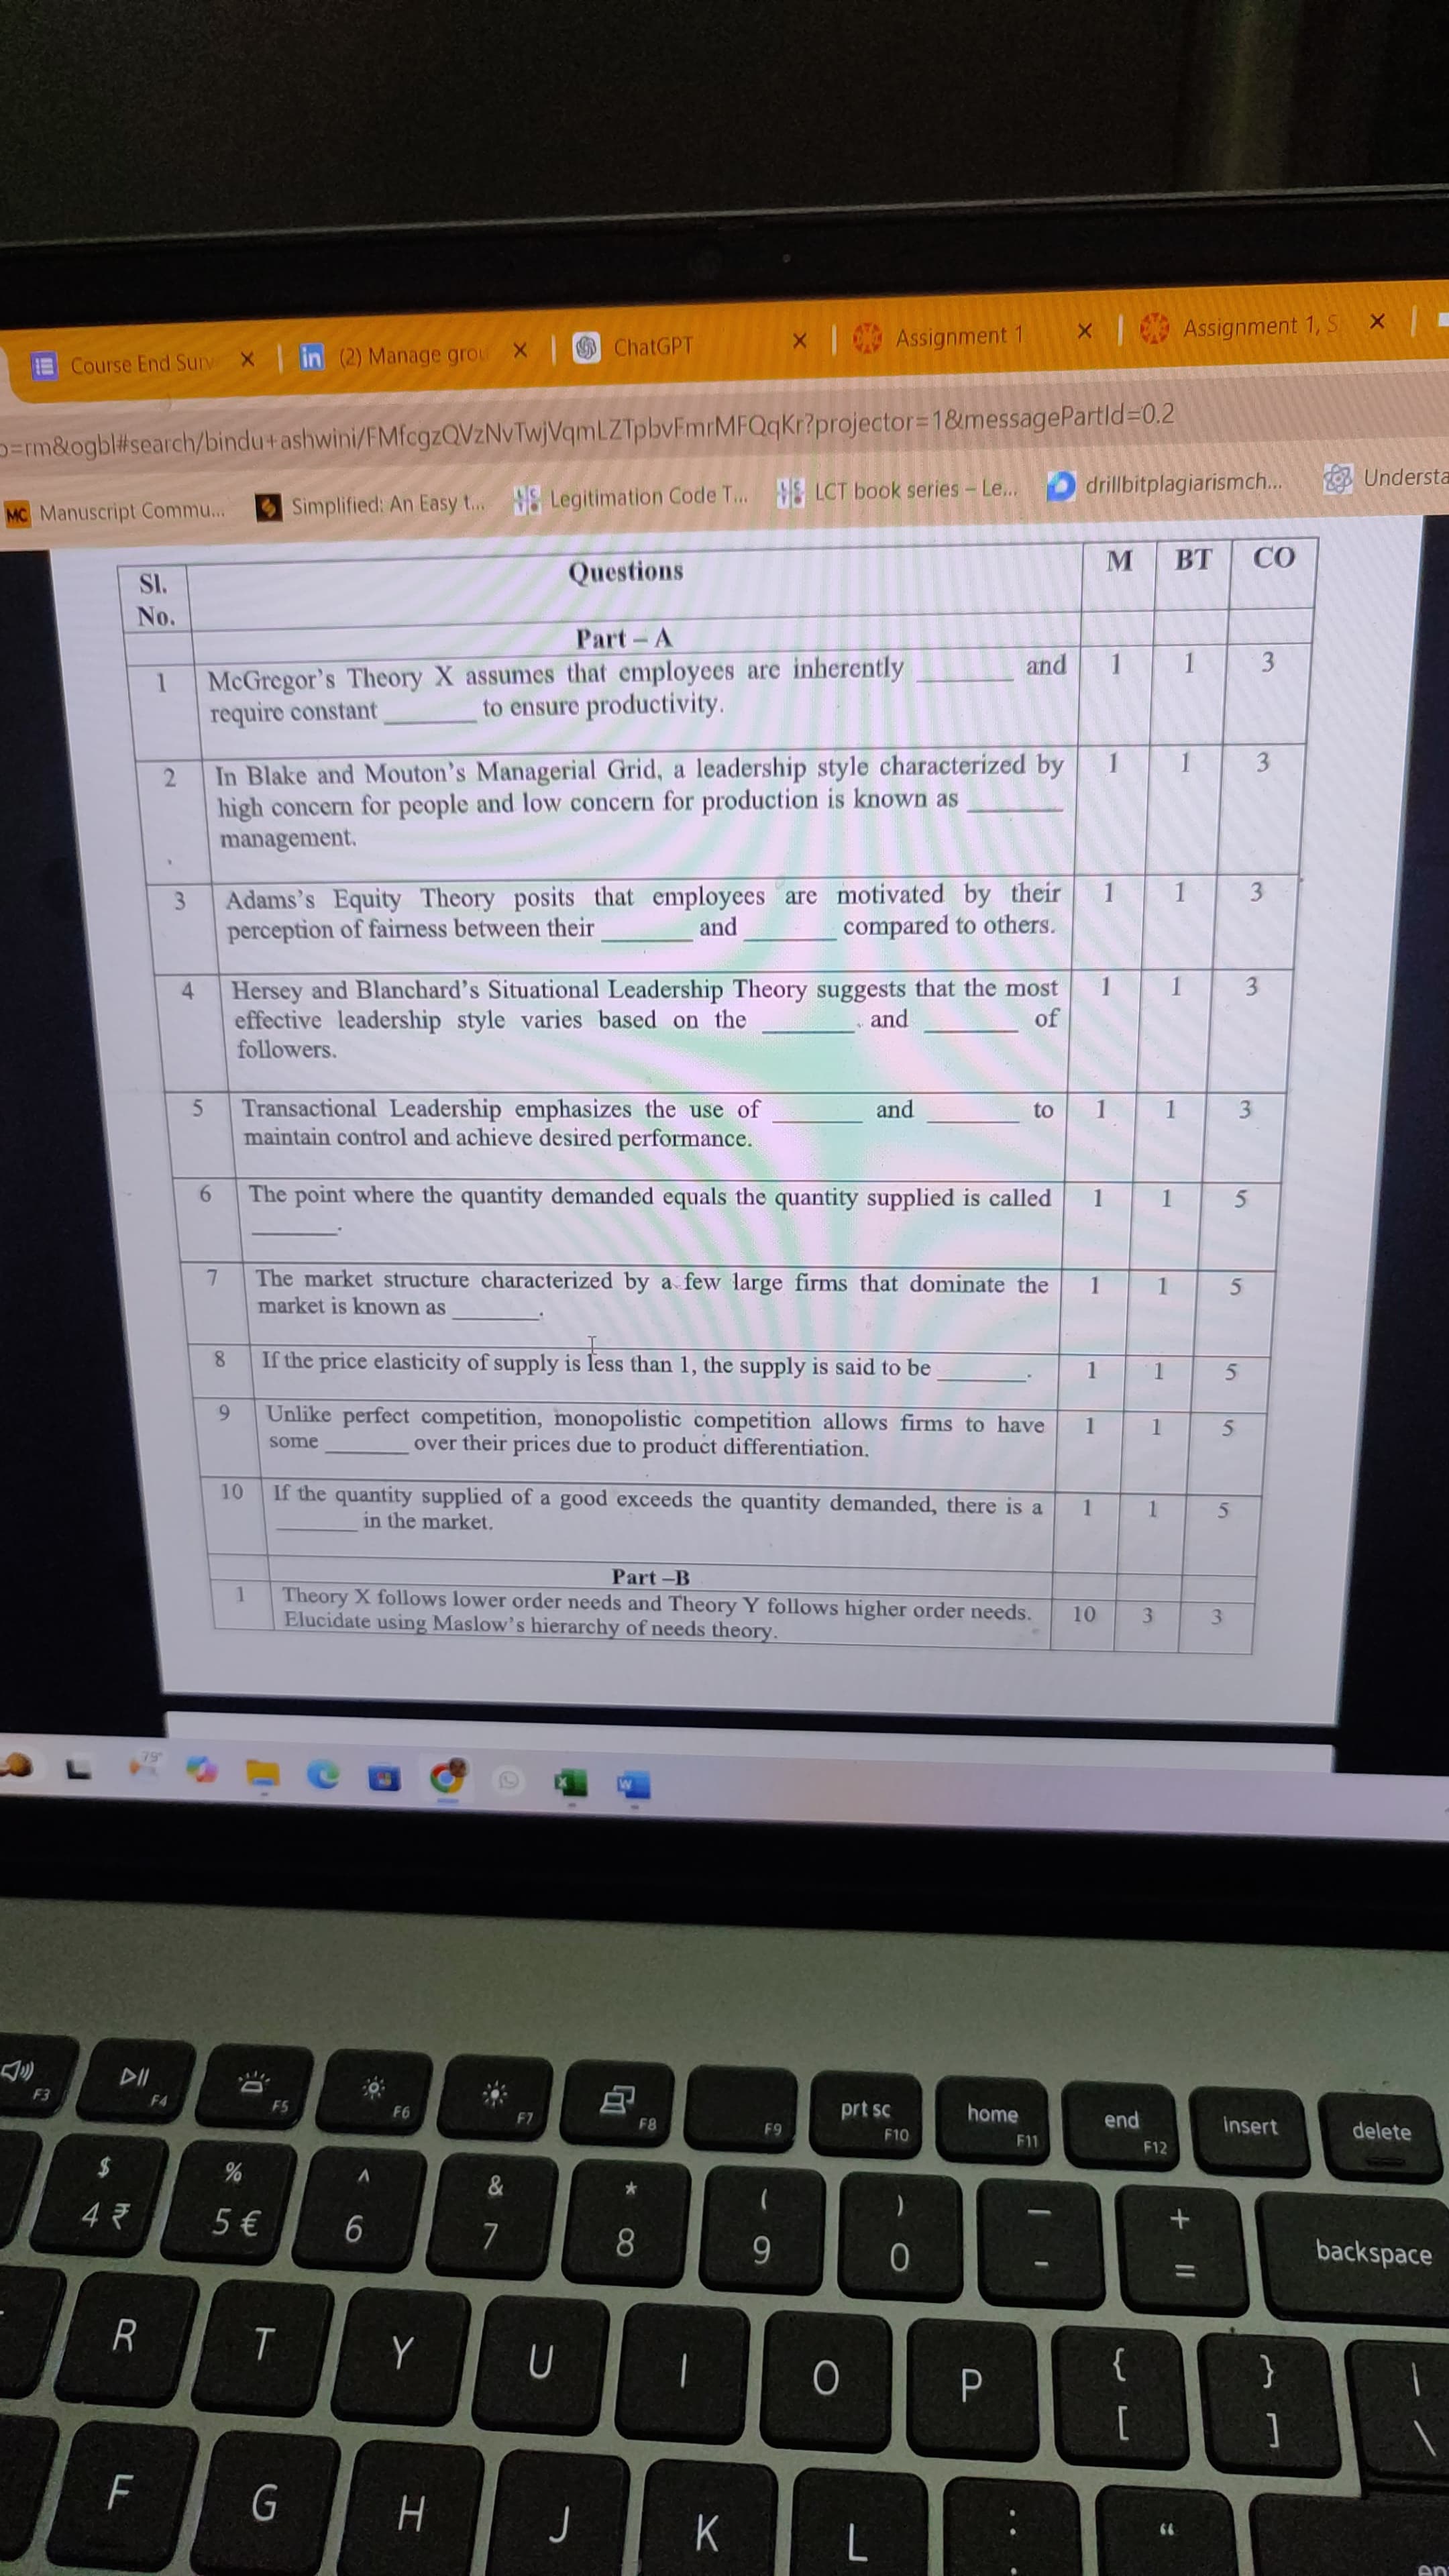 Course End Surv
(2) Manage grou
ChatGPT
Assignment 1
Assignment 1, S
o=rm&ogbl#search/bindu+ashwini/FMfcgzQVzNvTwjVqmLZTpbvFmrMFQqKr?projector=1&messagePartId=0.2
MC Manuscript Commu...
Simplified: An Easy t...
Legitimation Code T...
LCT book series – Le...
drillbitplagiarismch...
Understa
Sl. No. Questions M BT CO
Part – A
1 McGregor's Theory X assumes that employees are inherently ______ and 1 1 3
require constant ______ to ensure productivity.
2 In Blake and Mouton's Managerial Grid, a leadership style characterized by 1 1 3
high concern for people and low concern for production is known as ______
management.
3 Adams's Equity Theory posits that employees are motivated by their 1 1 3
perception of fairness between their ______ and ______ compared to others.
4 Hersey and Blanchard's Situational Leadership Theory suggests that the most 1 1 3
effective leadership style varies based on the ______ and ______ of
followers.
5 Transactional Leadership emphasizes the use of ______ and ______ to 1 1 3
maintain control and achieve desired performance.
6 The point where the quantity demanded equals the quantity supplied is called 1 1 5
______.
7 The market structure characterized by a few large firms that dominate the 1 1 5
market is known as ______.
8 If the price elasticity of supply is less than 1, the supply is said to be ______. 1 1 5
9 Unlike perfect competition, monopolistic competition allows firms to have 1 1 5
some ______ over their prices due to product differentiation.
10 If the quantity supplied of a good exceeds the quantity demanded, there is a 1 1 5
______ in the market.
Part –B
1 Theory X follows lower order needs and Theory Y follows higher order needs. 10 3 3
Elucidate using Maslow's hierarchy of needs theory.
79°
F3 F4 F5 F6 F7 F8 F9 prt sc F10 home F11 end F12 insert delete
$ 4 ₹ % 5 € ^ 6 & 7 * 8 ( 9 ) 0 — - + = backspace
R T Y U I O P { [ } ] | \
F G H J K L : “